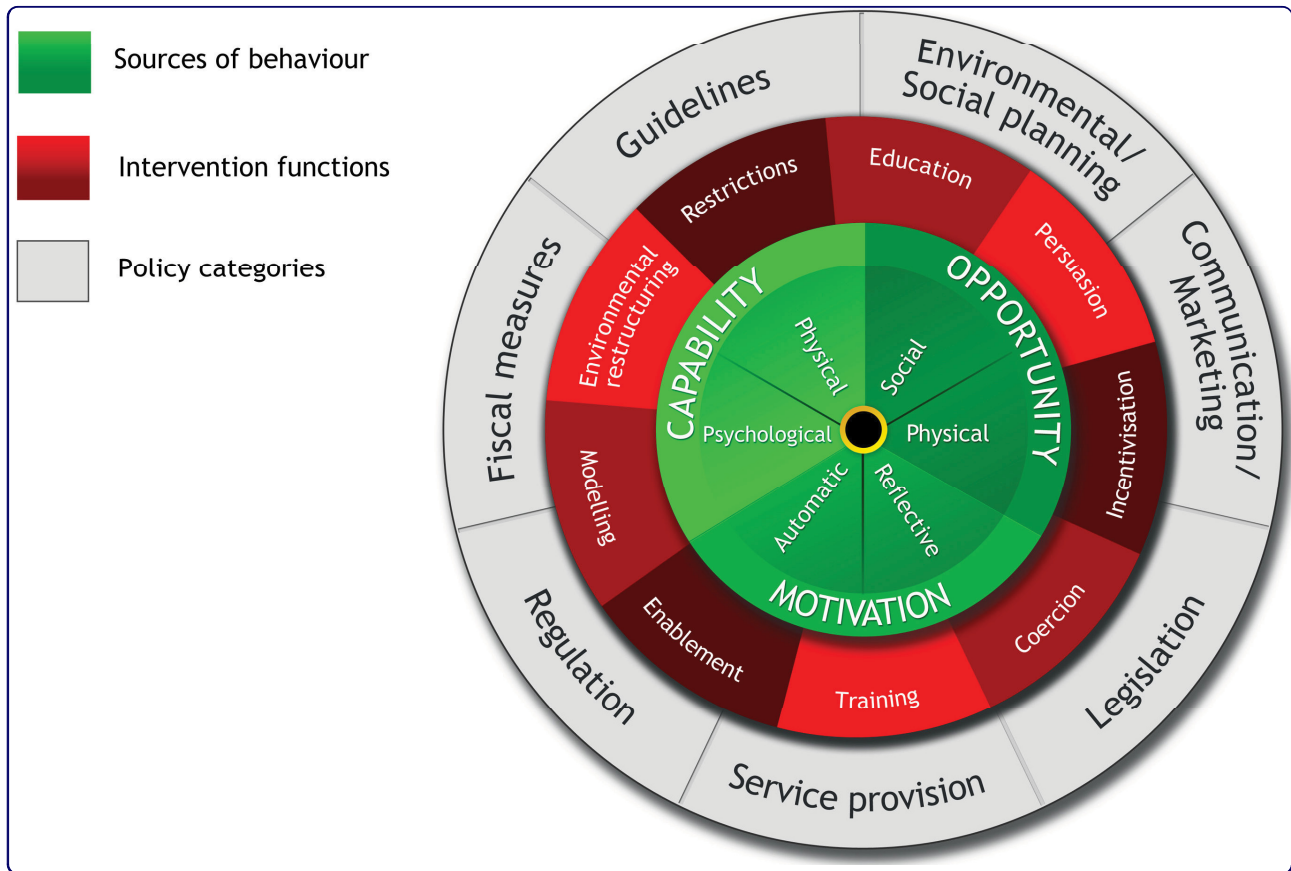 Sources of behaviour
Intervention functions
Policy categories
Guidelines
Environmental/
Social planning
Communication/
Marketing
Legislation
Service provision
Regulation
Fiscal measures
Restrictions
Education
Persuasion
Incentivisation
Coercion
Training
Enablement
Modelling
Environmental
restructuring
CAPABILITY
OPPORTUNITY
MOTIVATION
Physical
Social
Physical
Reflective
Automatic
Psychological